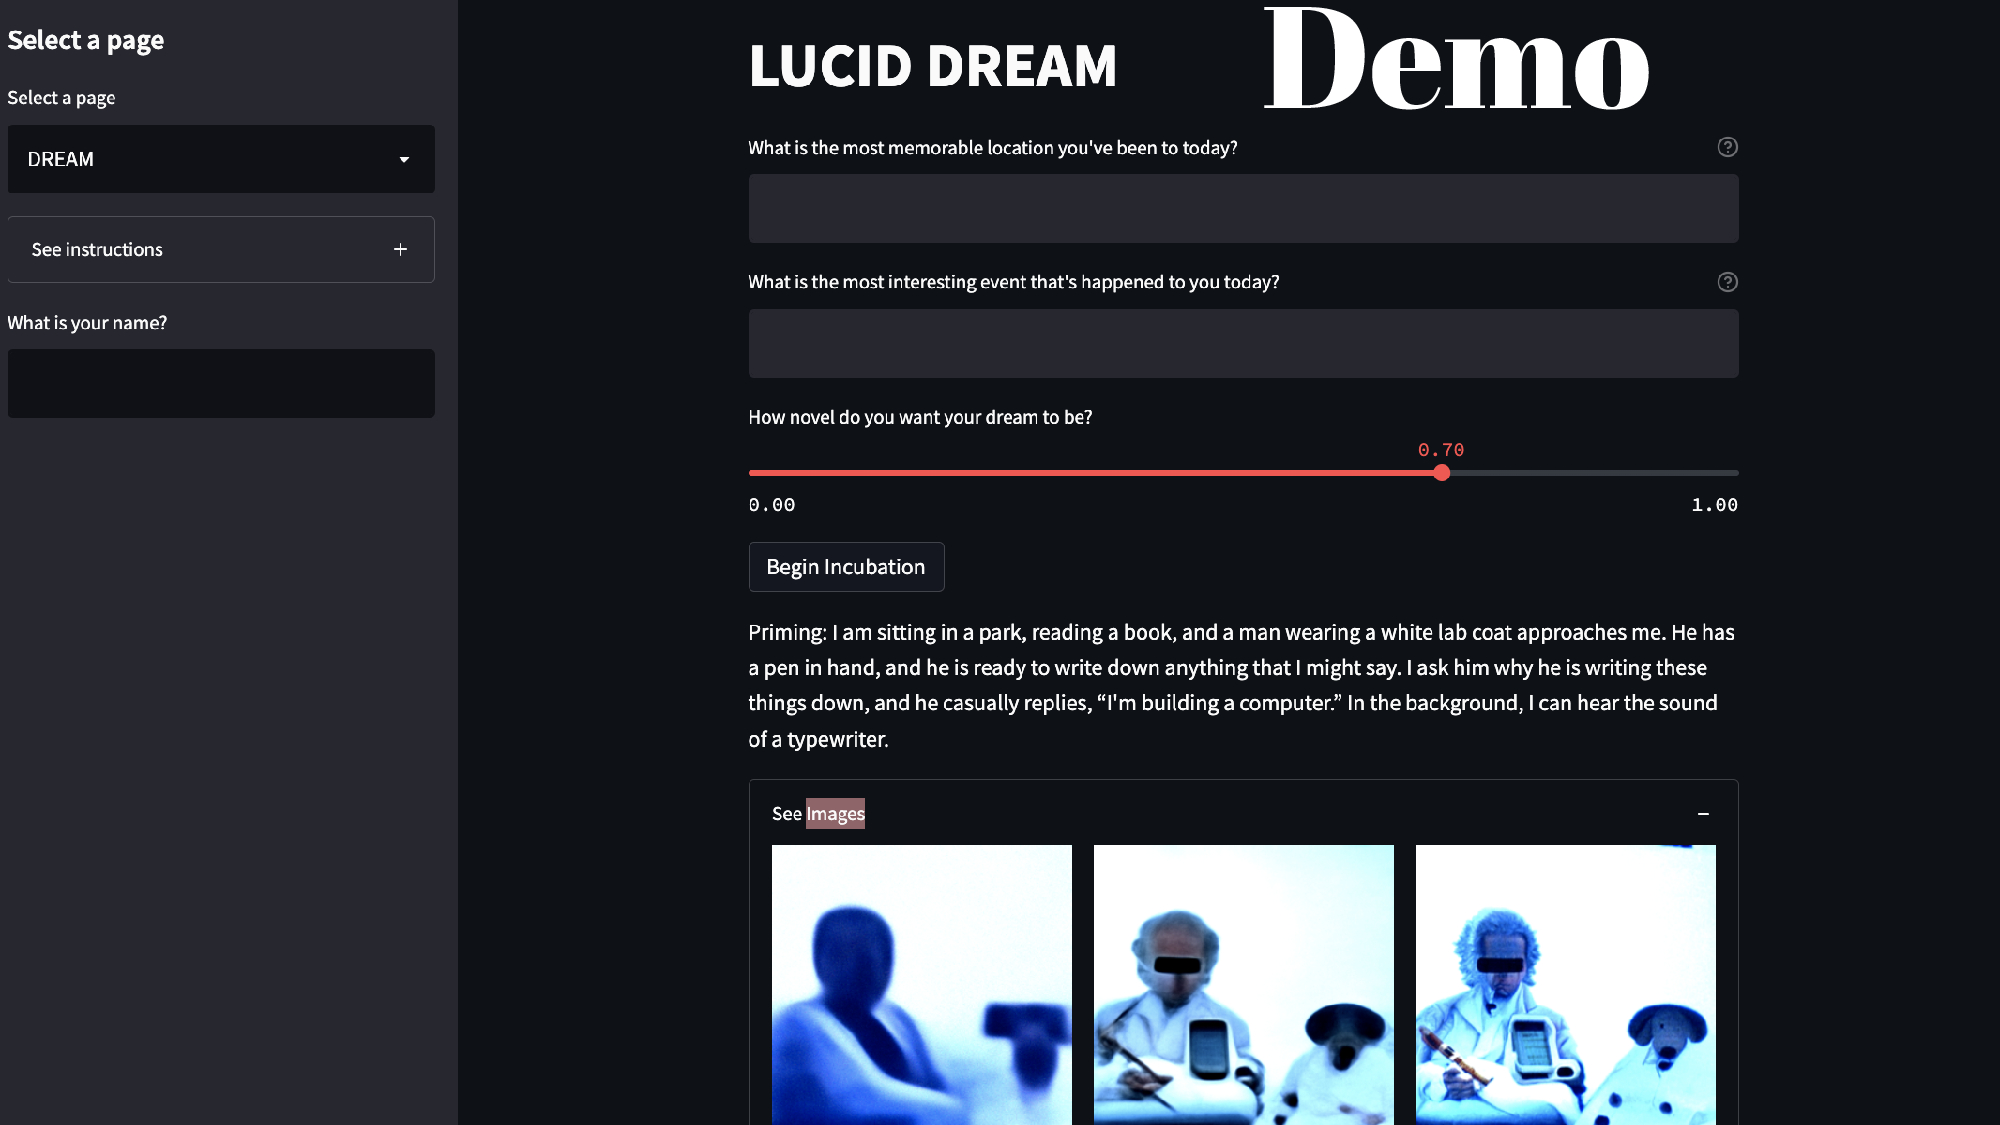 Select a page
Select a page
DREAM
See instructions
What is your name?
LUCID DREAM
Demo
What is the most memorable location you've been to today?
What is the most interesting event that's happened to you today?
How novel do you want your dream to be?
0.70
0.00
1.00
Begin Incubation
Priming: I am sitting in a park, reading a book, and a man wearing a white lab coat approaches me. He has
a pen in hand, and he is ready to write down anything that I might say. I ask him why he is writing these
things down, and he casually replies, “I'm building a computer.” In the background, I can hear the sound
of a typewriter.
See Images